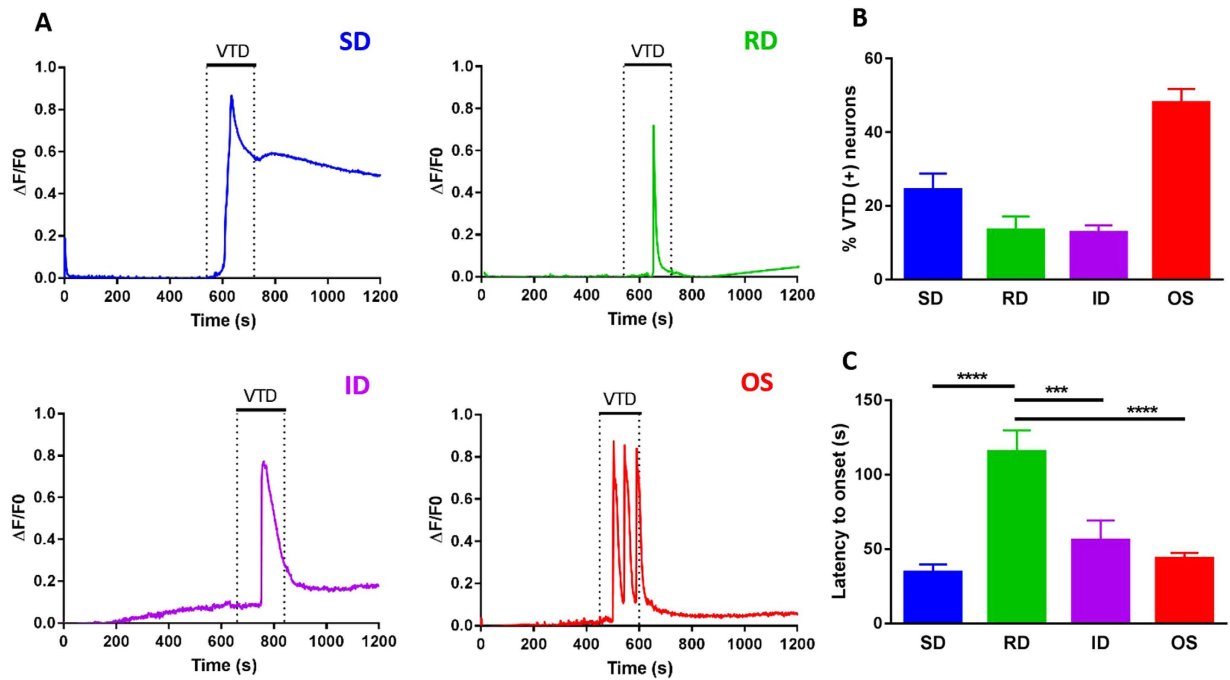 A
SD
VTD
ΔF/F0
1.0
0.8
0.6
0.4
0.2
0.0
0 200 400 600 800 1000 1200
Time (s)
RD
VTD
ΔF/F0
1.0
0.8
0.6
0.4
0.2
0.0
0 200 400 600 800 1000 1200
Time (s)
B
% VTD (+) neurons
60
40
20
0
SD RD ID OS
ID
VTD
ΔF/F0
1.0
0.8
0.6
0.4
0.2
0.0
0 200 400 600 800 1000 1200
Time (s)
OS
VTD
ΔF/F0
1.0
0.8
0.6
0.4
0.2
0.0
0 200 400 600 800 1000 1200
Time (s)
C
**** ***
****
Latency to onset (s)
150
100
50
0
SD RD ID OS